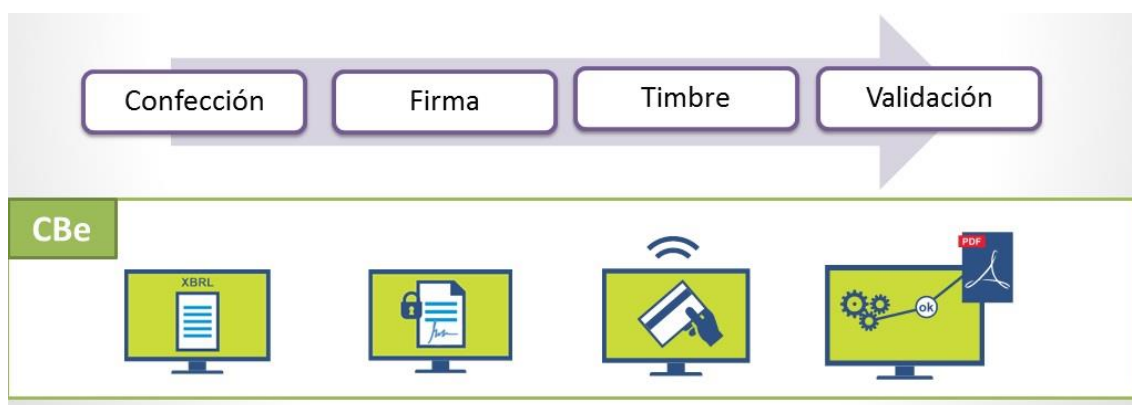 Confección
Firma
Timbre
Validación
CBe
XBRL
ok
PDF